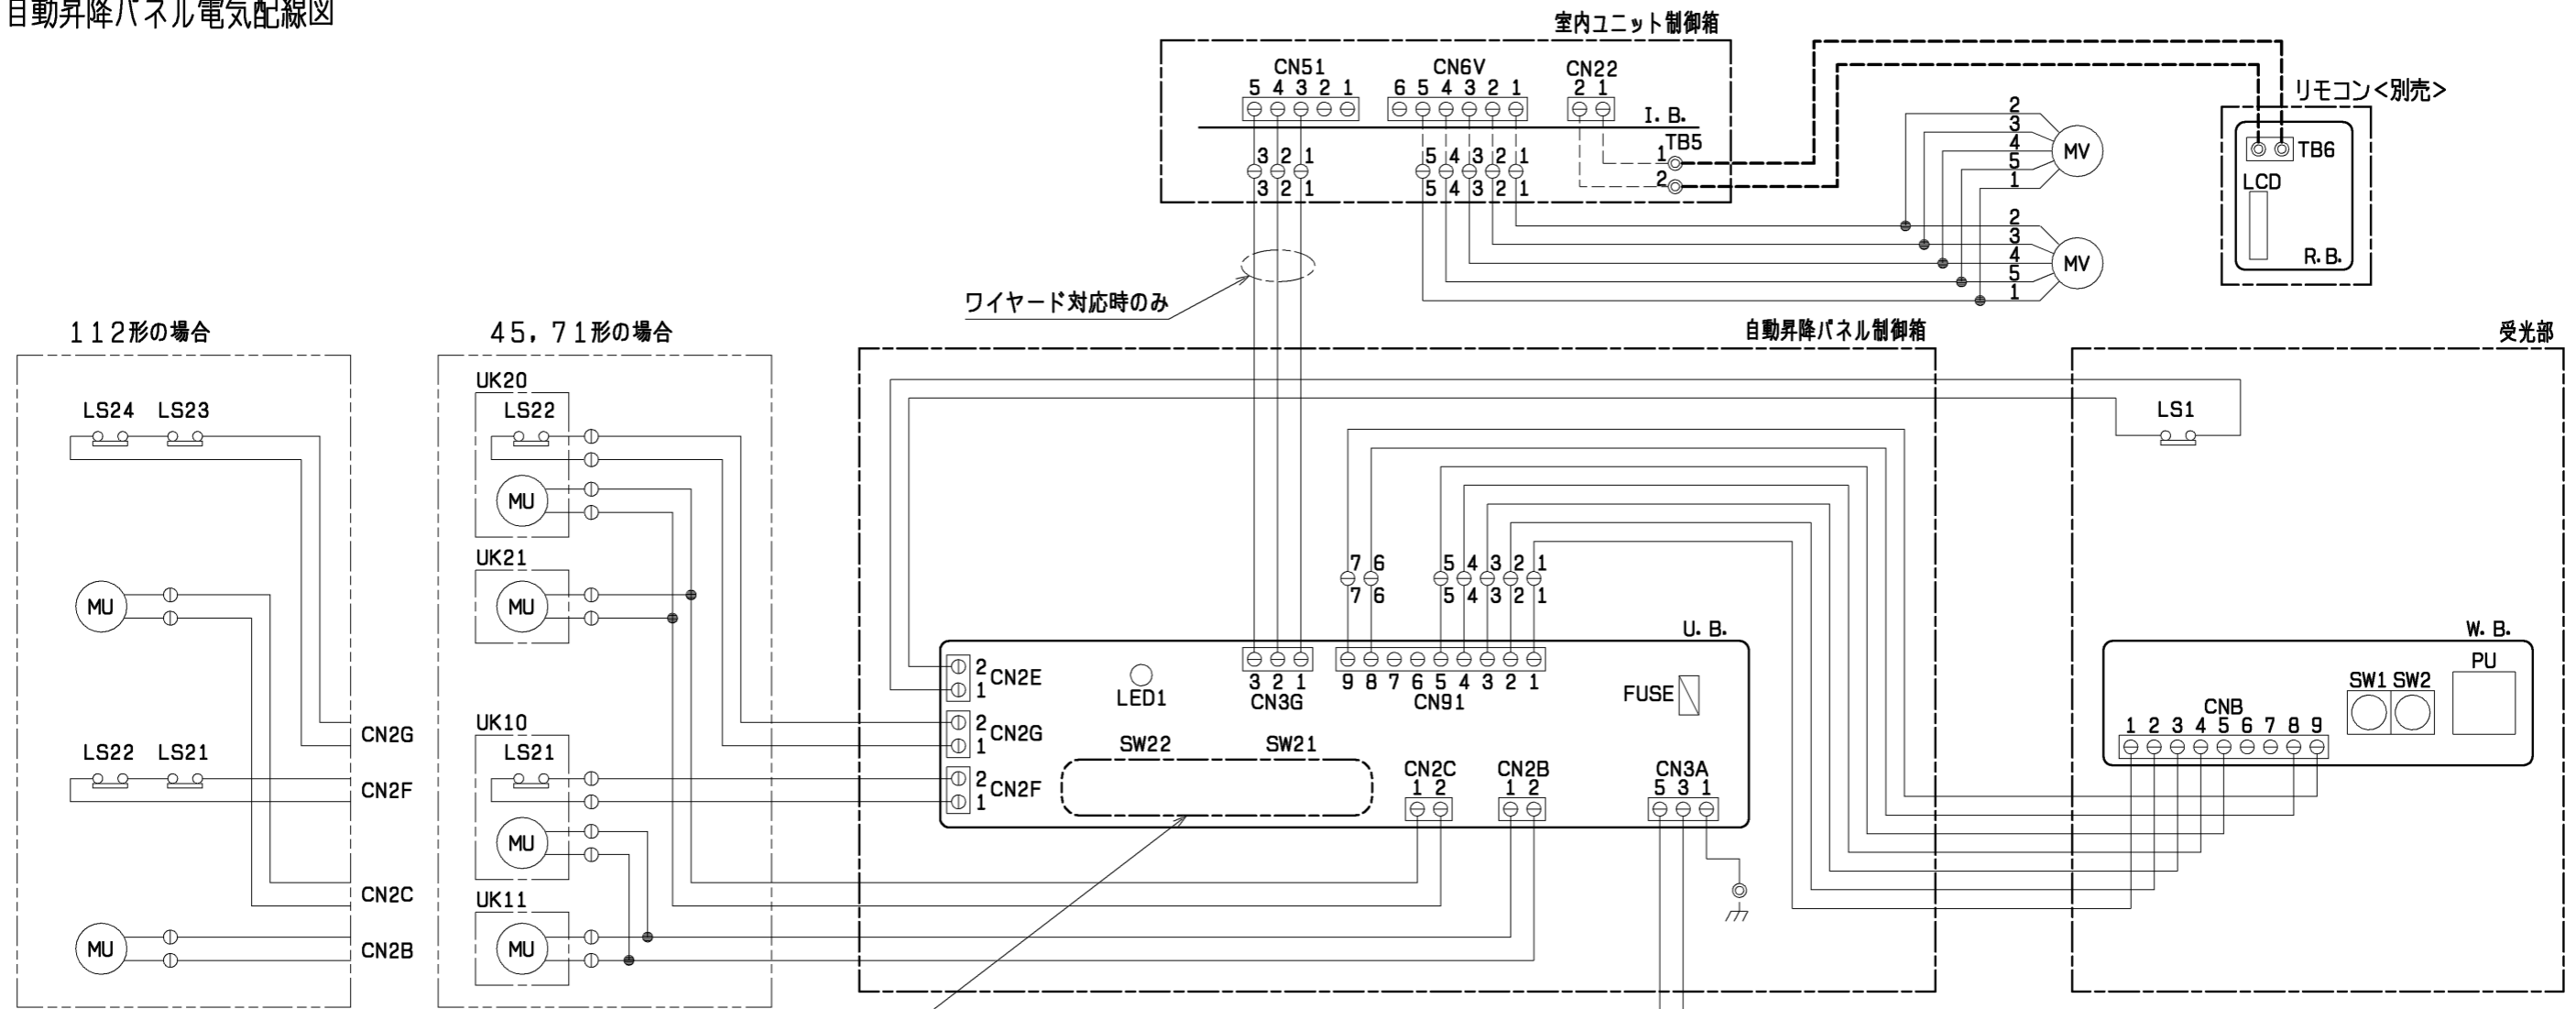 自動昇降パネル電気配線図
室内ユニット制御箱
CN51 CN6V CN22
5 4 3 2 1 6 5 4 3 2 1 2 1
I.B.
TB5
3 2 1 5 4 3 2 1 1
3 2 1 5 4 3 2 1 2
2
3
4
5
1
MV
2
3
4
5
1
MV
リモコン<別売>
TB6
LCD
R.B.
ワイヤード対応時のみ
112形の場合
LS24 LS23
MU
LS22 LS21
MU
CN2G
CN2F
CN2C
CN2B
45,71形の場合
UK20
LS22
MU
UK21
MU
UK10
LS21
MU
UK11
MU
自動昇降パネル制御箱
7 6 5 4 3 2 1
7 6 5 4 3 2 1
U.B.
2
1
CN2E
2
1
CN2G
2
1
CN2F
LED1
3 2 1
CN3G
9 8 7 6 5 4 3 2 1
CN91
FUSE
SW22 SW21
CN2C CN2B CN3A
1 2 1 2 5 3 1
受光部
LS1
W.B.
PU
SW1 SW2
CNB
1 2 3 4 5 6 7 8 9